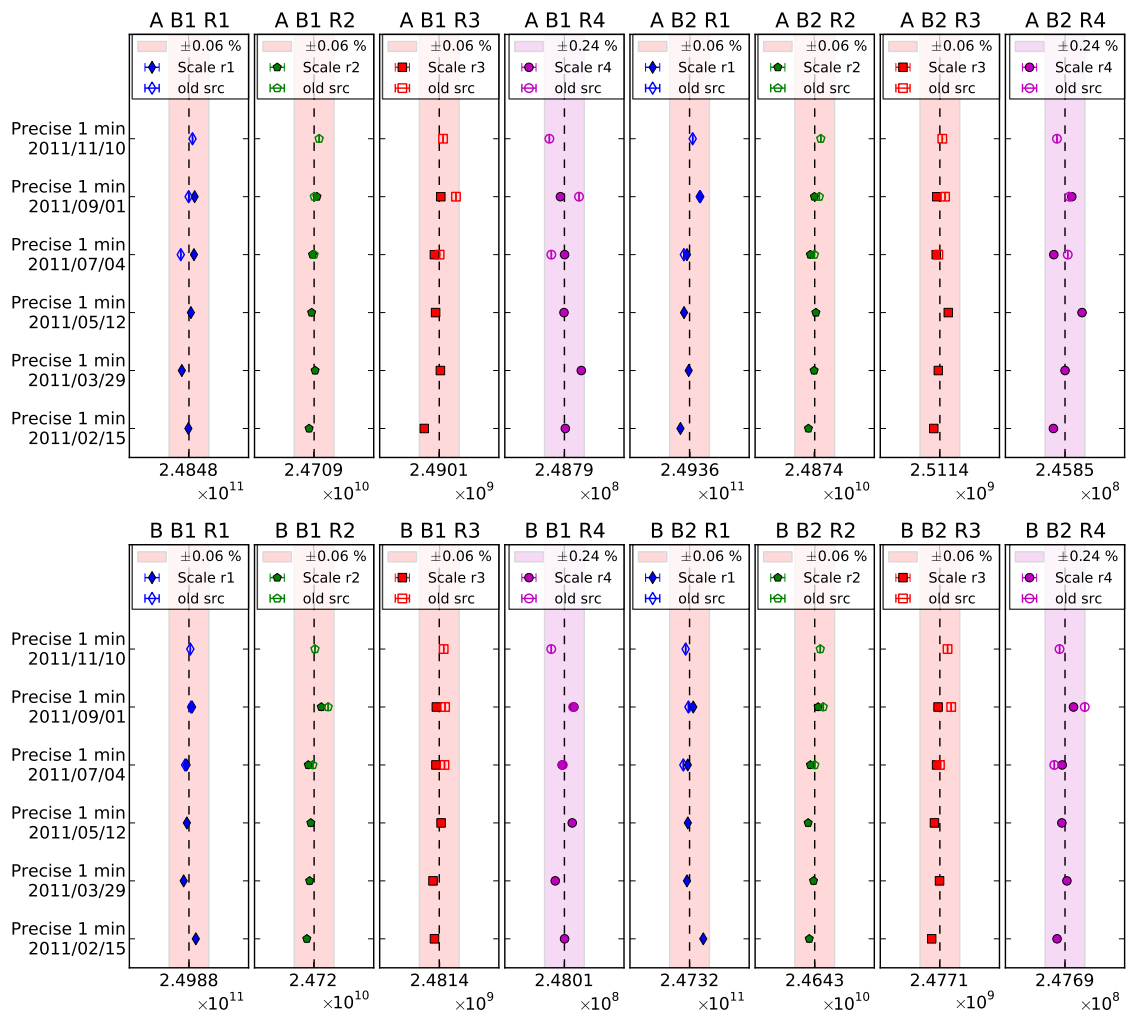 A B1 R1 A B1 R2 A B1 R3 A B1 R4 A B2 R1 A B2 R2 A B2 R3 A B2 R4
±0.06 % ±0.06 % ±0.06 % ±0.24 % ±0.06 % ±0.06 % ±0.06 % ±0.24 %
Scale r1 Scale r2 Scale r3 Scale r4 Scale r1 Scale r2 Scale r3 Scale r4
old src old src old src old src old src old src old src old src
Precise 1 min
2011/11/10
Precise 1 min
2011/09/01
Precise 1 min
2011/07/04
Precise 1 min
2011/05/12
Precise 1 min
2011/03/29
Precise 1 min
2011/02/15
2.4848 2.4709 2.4901 2.4879 2.4936 2.4874 2.5114 2.4585
×10¹¹ ×10¹⁰ ×10⁹ ×10⁸ ×10¹¹ ×10¹⁰ ×10⁹ ×10⁸
B B1 R1 B B1 R2 B B1 R3 B B1 R4 B B2 R1 B B2 R2 B B2 R3 B B2 R4
±0.06 % ±0.06 % ±0.06 % ±0.24 % ±0.06 % ±0.06 % ±0.06 % ±0.24 %
Scale r1 Scale r2 Scale r3 Scale r4 Scale r1 Scale r2 Scale r3 Scale r4
old src old src old src old src old src old src old src old src
Precise 1 min
2011/11/10
Precise 1 min
2011/09/01
Precise 1 min
2011/07/04
Precise 1 min
2011/05/12
Precise 1 min
2011/03/29
Precise 1 min
2011/02/15
2.4988 2.472 2.4814 2.4801 2.4732 2.4643 2.4771 2.4769
×10¹¹ ×10¹⁰ ×10⁹ ×10⁸ ×10¹¹ ×10¹⁰ ×10⁹ ×10⁸